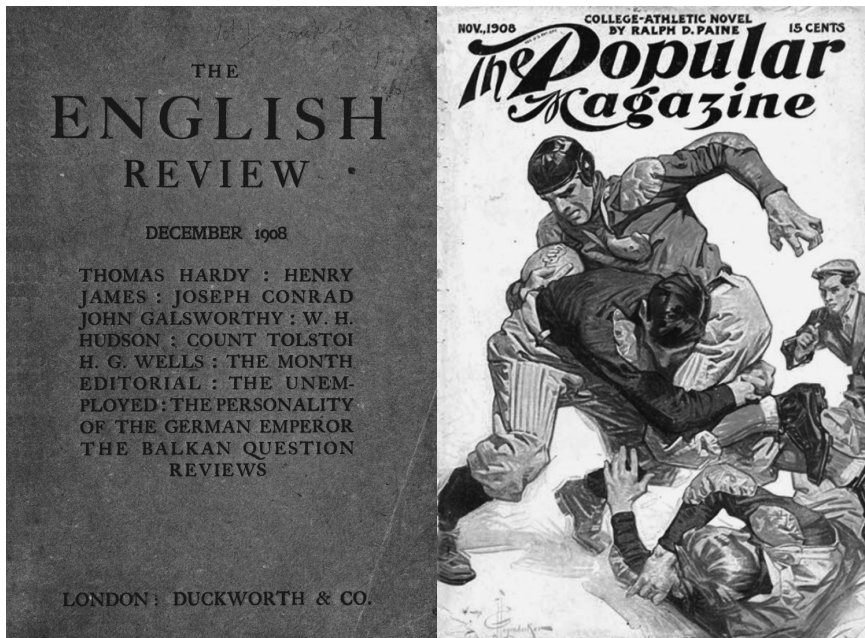 THE
ENGLISH
REVIEW
DECEMBER 1908
THOMAS HARDY : HENRY
JAMES : JOSEPH CONRAD
JOHN GALSWORTHY : W. H.
HUDSON : COUNT TOLSTOI
H. G. WELLS : THE MONTH
EDITORIAL : THE UNEM-
PLOYED : THE PERSONALITY
OF THE GERMAN EMPEROR
THE BALKAN QUESTION
REVIEWS
LONDON : DUCKWORTH & CO.
NOV., 1908
COLLEGE-ATHLETIC NOVEL
BY RALPH D. PAINE
15 CENTS
The Popular
Magazine